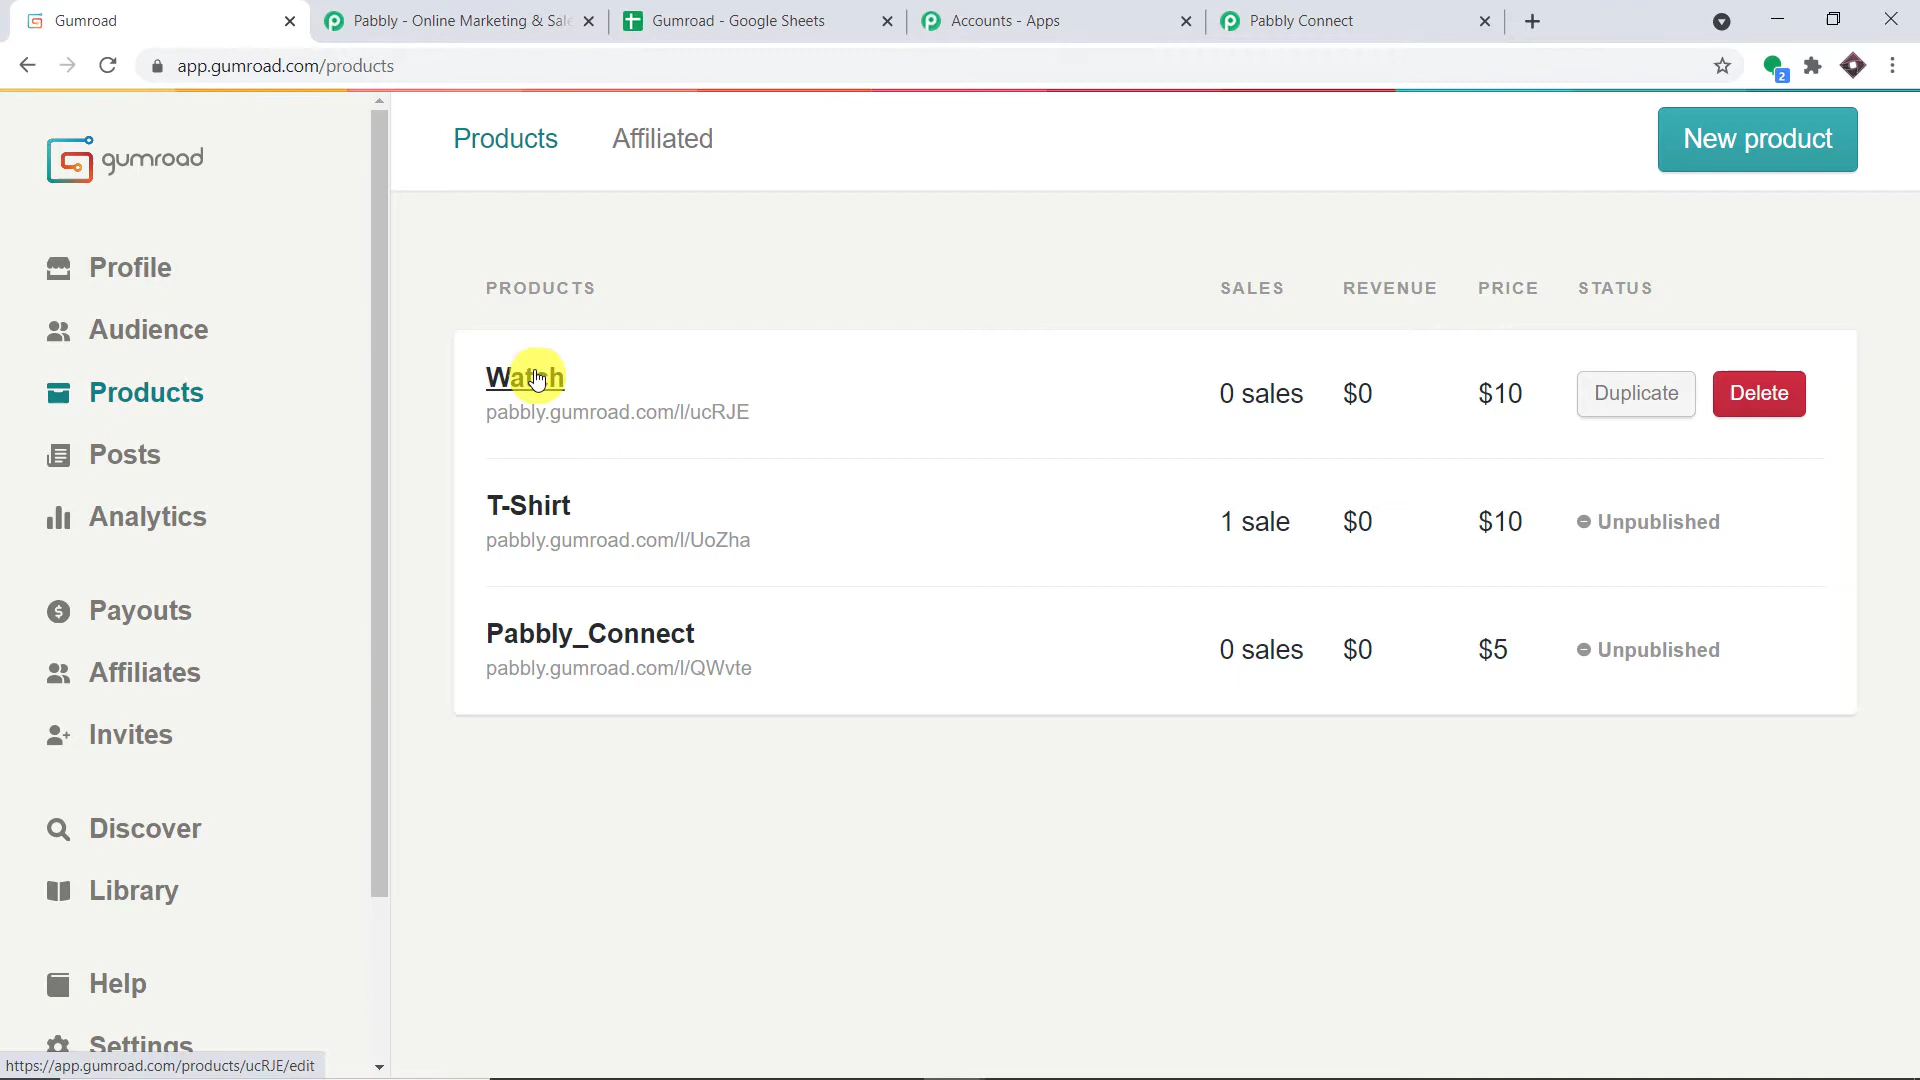 Gumroad
Pabbly - Online Marketing & Sale
Gumroad - Google Sheets
Accounts - Apps
Pabbly Connect
app.gumroad.com/products
2
gumroad
Products
Affiliated
New product
Profile
Audience
Products
Posts
Analytics
Payouts
Affiliates
Invites
Discover
Library
Help
Settings
PRODUCTS SALES REVENUE PRICE STATUS
Watch
pabbly.gumroad.com/l/ucRJE
0 sales $0 $10 Duplicate Delete
T-Shirt
pabbly.gumroad.com/l/UoZha
1 sale $0 $10 Unpublished
Pabbly_Connect
pabbly.gumroad.com/l/QWvte
0 sales $0 $5 Unpublished
https://app.gumroad.com/products/ucRJE/edit